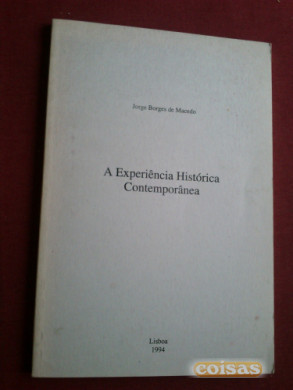 Jorge Borges de Macedo
A Experiência Histórica
Contemporânea
Lisboa
1994
coisas